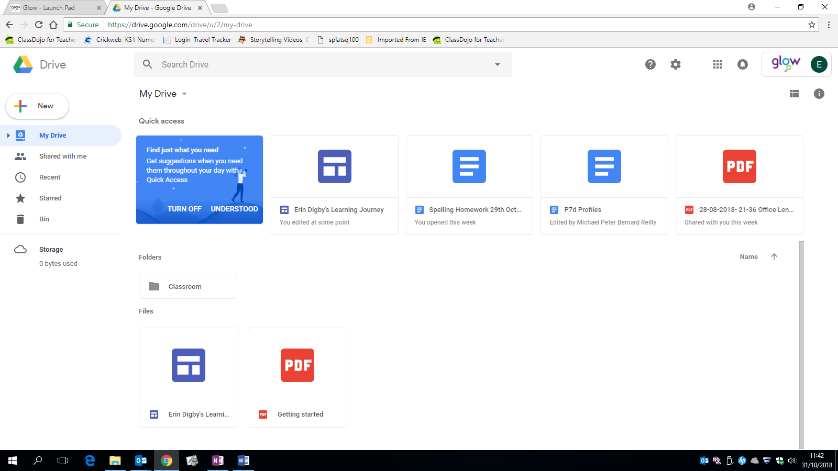 Glow - Launch Pad
My Drive - Google Drive
Secure https://drive.google.com/drive/u/2/my-drive
ClassDojo for Teache
Crickweb KS1 Nume
Login Travel Tracker
Storytelling Videos
splatsq100
Imported From IE
ClassDojo for Teache
Drive
Search Drive
glow
E
New
My Drive
Shared with me
Recent
Starred
Bin
Storage
0 bytes used
My Drive
Quick access
Find just what you need
Get suggestions when you need
them throughout your day with
Quick Access
TURN OFF UNDERSTOOD
Erin Digby's Learning Journey
You edited at some point
Spelling Homework 29th Oct...
You opened this week
P7d Profiles
Edited by Michael Peter Bernard Reilly
PDF
PDF
28-08-2018- 21-36 Office Len...
Shared with you this week
Folders
Name
Classroom
Files
Erin Digby's Learni...
PDF
PDF
Getting started
11:42
31/10/2018